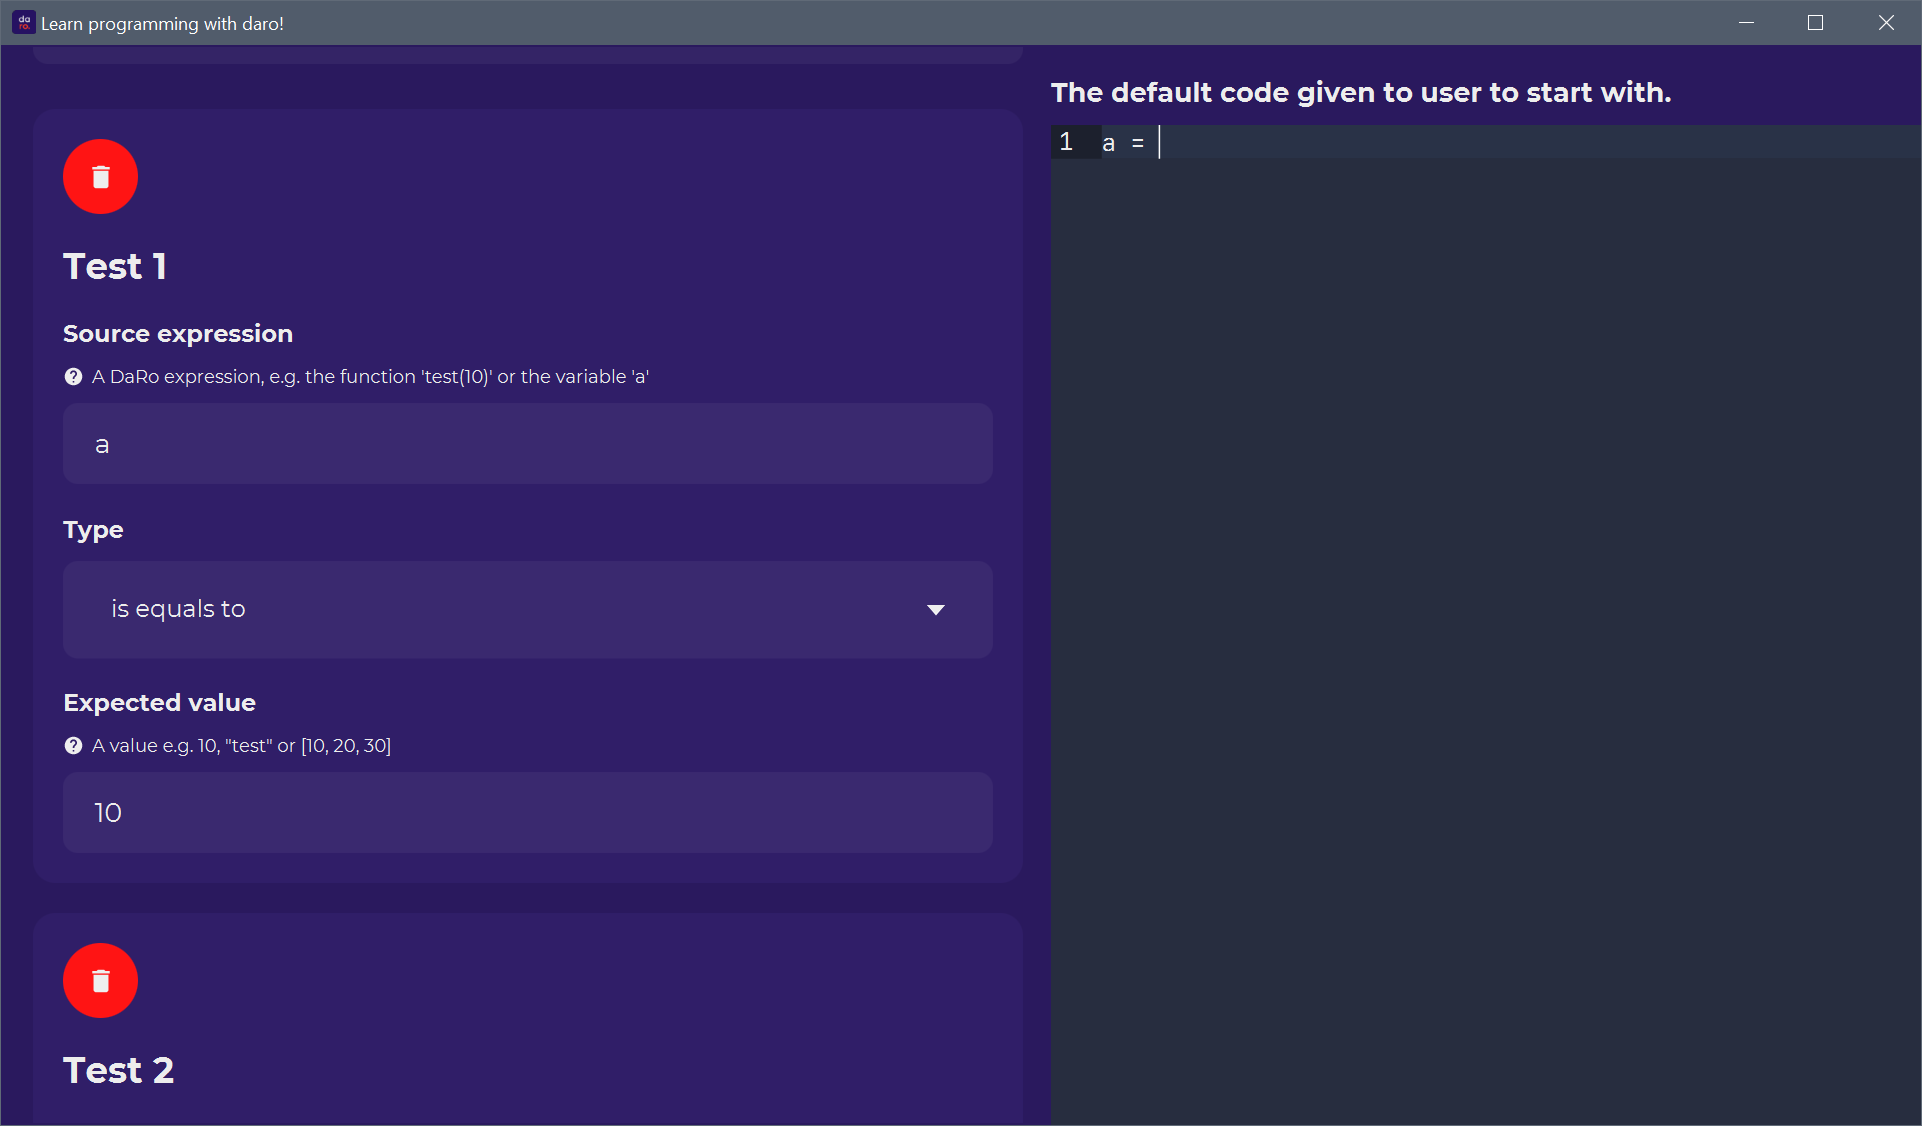 da
ro.
Learn programming with daro!
Test 1
Source expression
A DaRo expression, e.g. the function 'test(10)' or the variable 'a'
a
Type
is equals to
Expected value
A value e.g. 10, "test" or [10, 20, 30]
10
Test 2
The default code given to user to start with.
1 a =